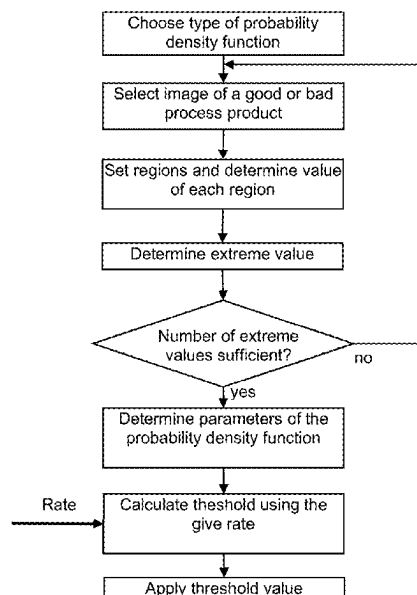 Choose type of probability
density function
Select image of a good or bad
process product
Set regions and determine value
of each region
Determine extreme value
Number of extreme
values sufficient?
no
yes
Determine parameters of the
probability density function
Rate
Calculate theshold using the
give rate
Apply threshold value